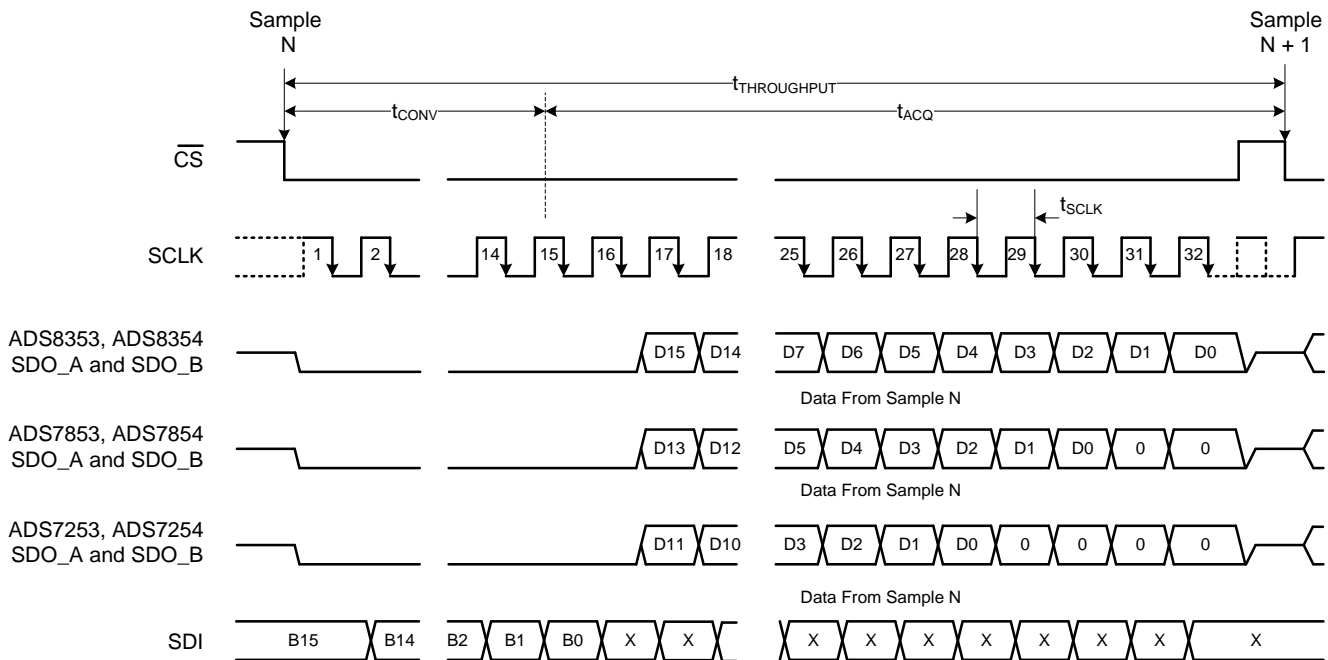 Sample
N
Sample
N + 1
tTHROUGHPUT
tCONV
tACQ
CS
tSCLK
SCLK
1 2 14 15 16 17 18 25 26 27 28 29 30 31 32
ADS8353, ADS8354
SDO_A and SDO_B
D15 D14 D7 D6 D5 D4 D3 D2 D1 D0
Data From Sample N
ADS7853, ADS7854
SDO_A and SDO_B
D13 D12 D5 D4 D3 D2 D1 D0 0 0
Data From Sample N
ADS7253, ADS7254
SDO_A and SDO_B
D11 D10 D3 D2 D1 D0 0 0 0 0
Data From Sample N
SDI
B15 B14 B2 B1 B0 X X X X X X X X X X